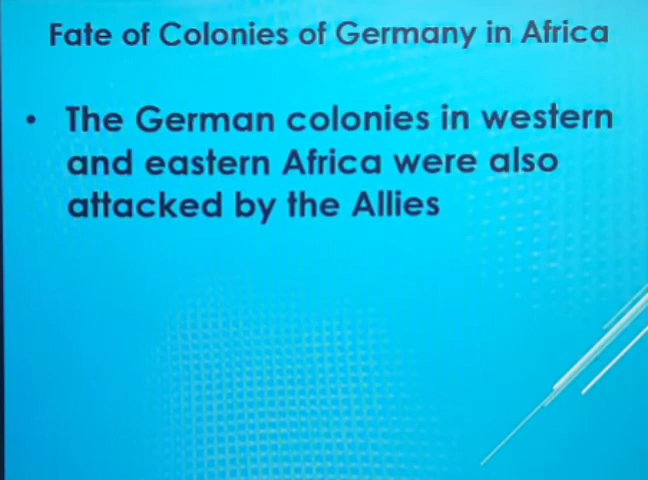 Fate of Colonies of Germany in Africa
• The German colonies in western
and eastern Africa were also
attacked by the Allies